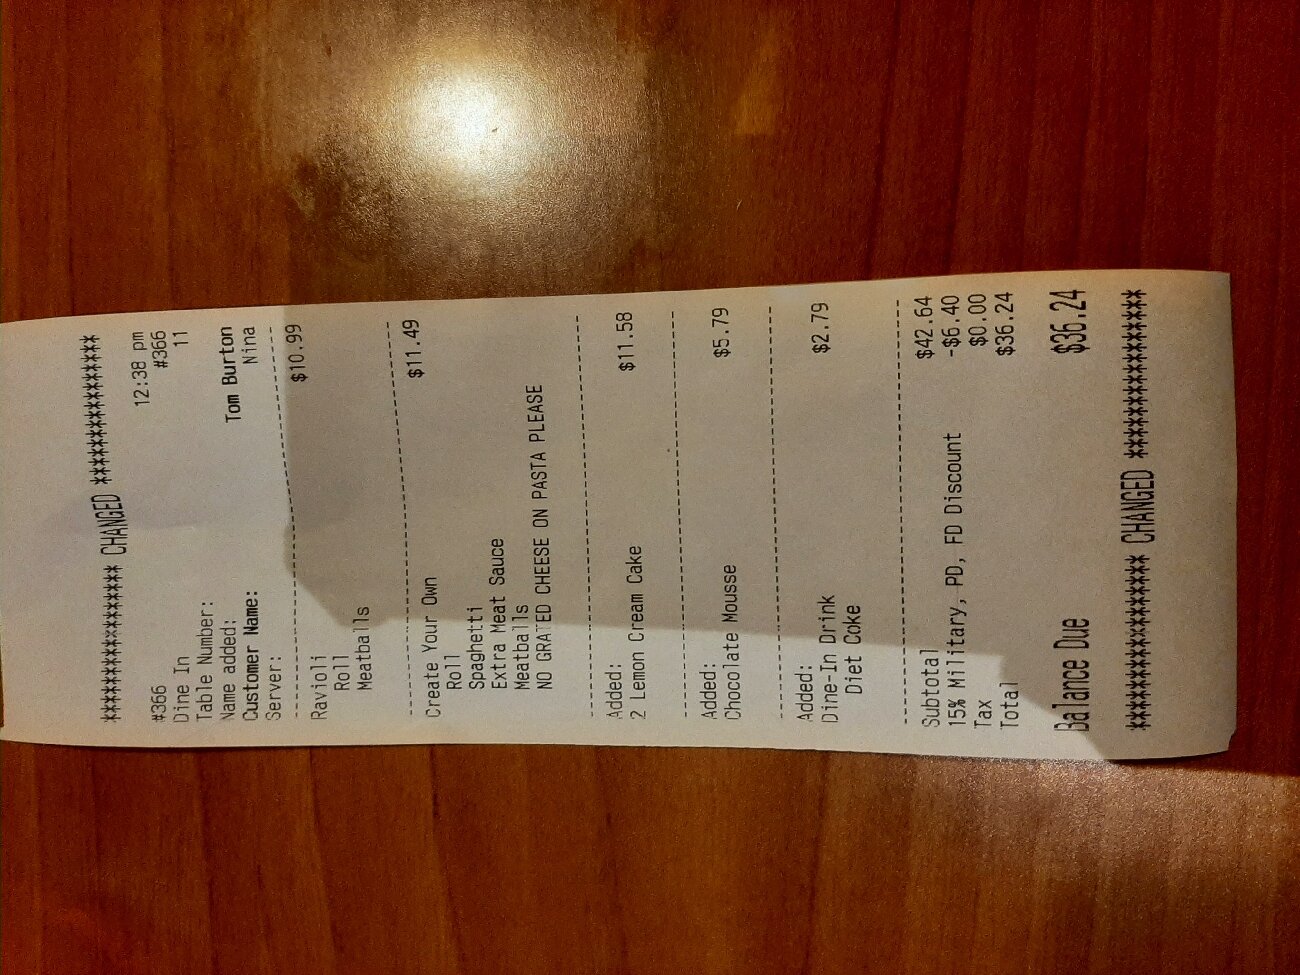 ************** CHANGED **************
12:38 pm
#366 #366
Dine In 11
Table Number:
Name added: Tom Burton
Customer Name: Nina
Server:
Ravioli $10.99
Roll
Meatballs
Create Your Own $11.49
Roll
Spaghetti
Extra Meat Sauce
Meatballs
NO GRATED CHEESE ON PASTA PLEASE
Added:
2 Lemon Cream Cake $11.58
Added:
Chocolate Mousse $5.79
Added:
Dine-In Drink $2.79
Diet Coke
Subtotal $42.64
15% Military, PD, FD Discount -$6.40
Tax $0.00
Total $36.24
Balance Due $36.24
************** CHANGED **************